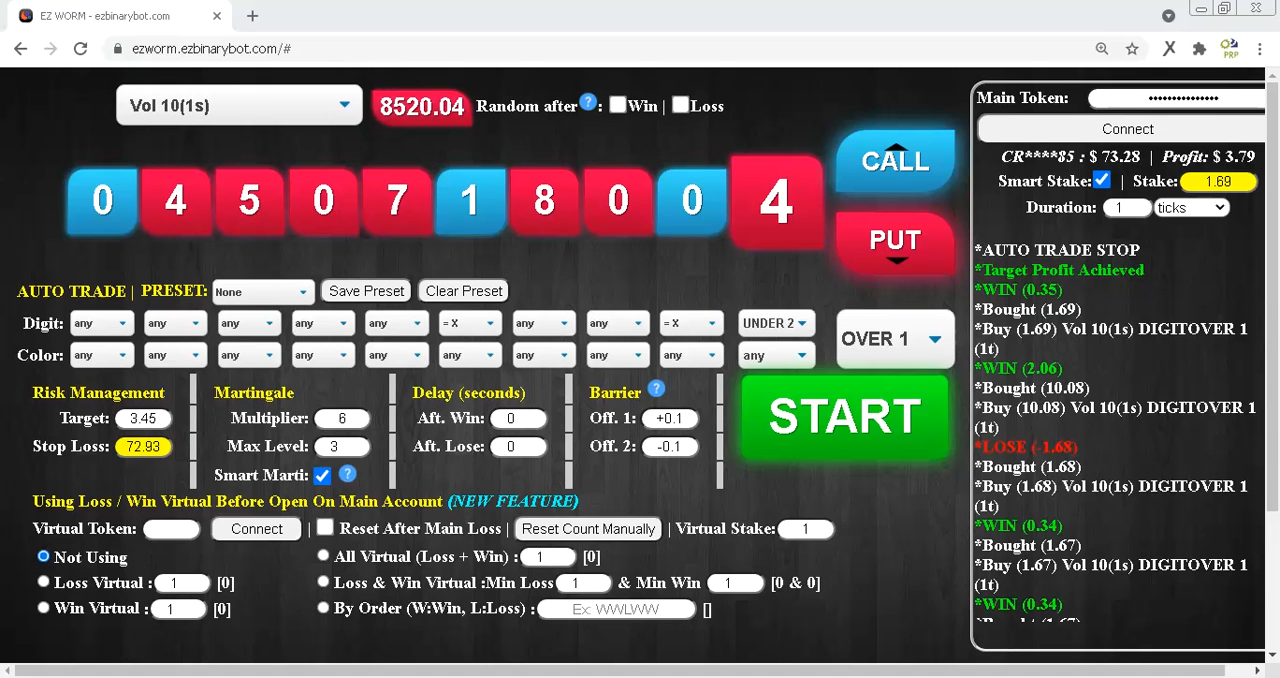 EZ WORM - ezbinarybot.com
ezworm.ezbinarybot.com/#
PRP
Vol 10(1s) 8520.04 Random after ? : Win | Loss
0 4 5 0 7 1 8 0 0 4
CALL
PUT
AUTO TRADE | PRESET: None Save Preset Clear Preset
Digit: any any any any any = X any any = X UNDER 2
Color: any any any any any any any any any any
OVER 1
Risk Management Martingale Delay (seconds) Barrier ?
Target: 3.45 Multiplier: 6 Aft. Win: 0 Off. 1: +0.1
Stop Loss: 72.93 Max Level: 3 Aft. Lose: 0 Off. 2: -0.1
Smart Marti: ?
START
Using Loss / Win Virtual Before Open On Main Account (NEW FEATURE)
Virtual Token: Connect | Reset After Main Loss | Reset Count Manually | Virtual Stake: 1
Not Using All Virtual (Loss + Win) : 1 [0]
Loss Virtual : 1 [0] Loss & Win Virtual :Min Loss 1 & Min Win 1 [0 & 0]
Win Virtual : 1 [0] By Order (W:Win, L:Loss) : Ex: WWLWW []
Main Token: •••••••••••••••
Connect
CR****85 : $ 73.28 | Profit: $ 3.79
Smart Stake: | Stake: 1.69
Duration: 1 ticks
*AUTO TRADE STOP
*Target Profit Achieved
*WIN (0.35)
*Bought (1.69)
*Buy (1.69) Vol 10(1s) DIGITOVER 1
(1t)
*WIN (2.06)
*Bought (10.08)
*Buy (10.08) Vol 10(1s) DIGITOVER 1
(1t)
*LOSE (-1.68)
*Bought (1.68)
*Buy (1.68) Vol 10(1s) DIGITOVER 1
(1t)
*WIN (0.34)
*Bought (1.67)
*Buy (1.67) Vol 10(1s) DIGITOVER 1
(1t)
*WIN (0.34)
*Bought (1.67)